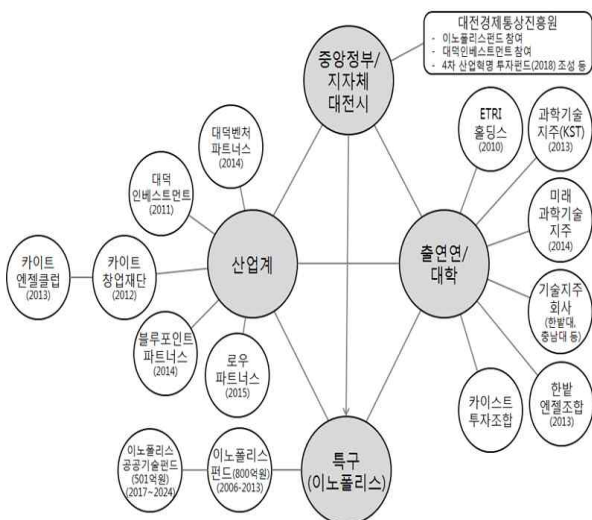 대전경제통상진흥원
- 이노폴리스펀드 참여
- 대덕인베스트먼트 참여
- 4차 산업혁명 투자펀드(2018) 조성 등
중앙정부/
지자체
대전시
대덕벤처
파트너스
(2014)
대덕
인베스트먼트
(2011)
카이트
엔젤클럽
(2013)
카이트
창업재단
(2012)
블루포인트
파트너스
(2014)
로우
파트너스
(2015)
산업계
출연연/
대학
ETRI
홀딩스
(2010)
과학기술
지주(KST)
(2013)
미래
과학기술
지주
(2014)
기술지주
회사
(한밭대,
충남대 등)
한밭
엔젤조합
(2013)
카이스트
투자조합
특구
(이노폴리스)
이노폴리스
펀드(800억원)
(2006-2013)
이노폴리스
공공기술펀드
(501억원)
(2017~2024)